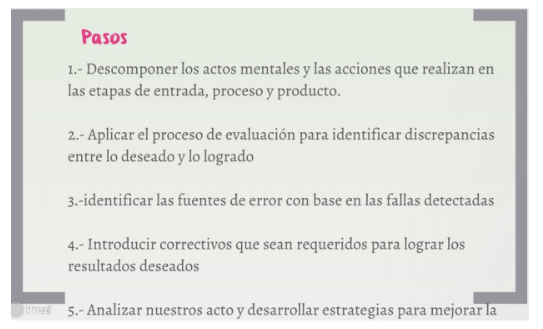 Pasos
1.- Descomponer los actos mentales y las acciones que realizan en
las etapas de entrada, proceso y producto.
2.- Aplicar el proceso de evaluación para identificar discrepancias
entre lo deseado y lo logrado
3.-identificar las fuentes de error con base en las fallas detectadas
4.- Introducir correctivos que sean requeridos para lograr los
resultados deseados
5.- Analizar nuestros acto y desarrollar estrategias para mejorar la
Prezi